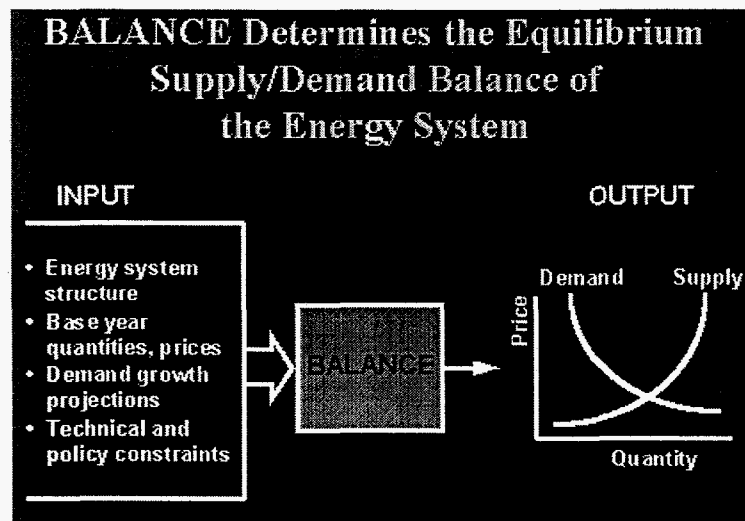 BALANCE Determines the Equilibrium
Supply/Demand Balance of
the Energy System
INPUT
• Energy system
structure
• Base year
quantities, prices
• Demand growth
projections
• Technical and
policy constraints
BALANCE
OUTPUT
Demand
Supply
Price
Quantity